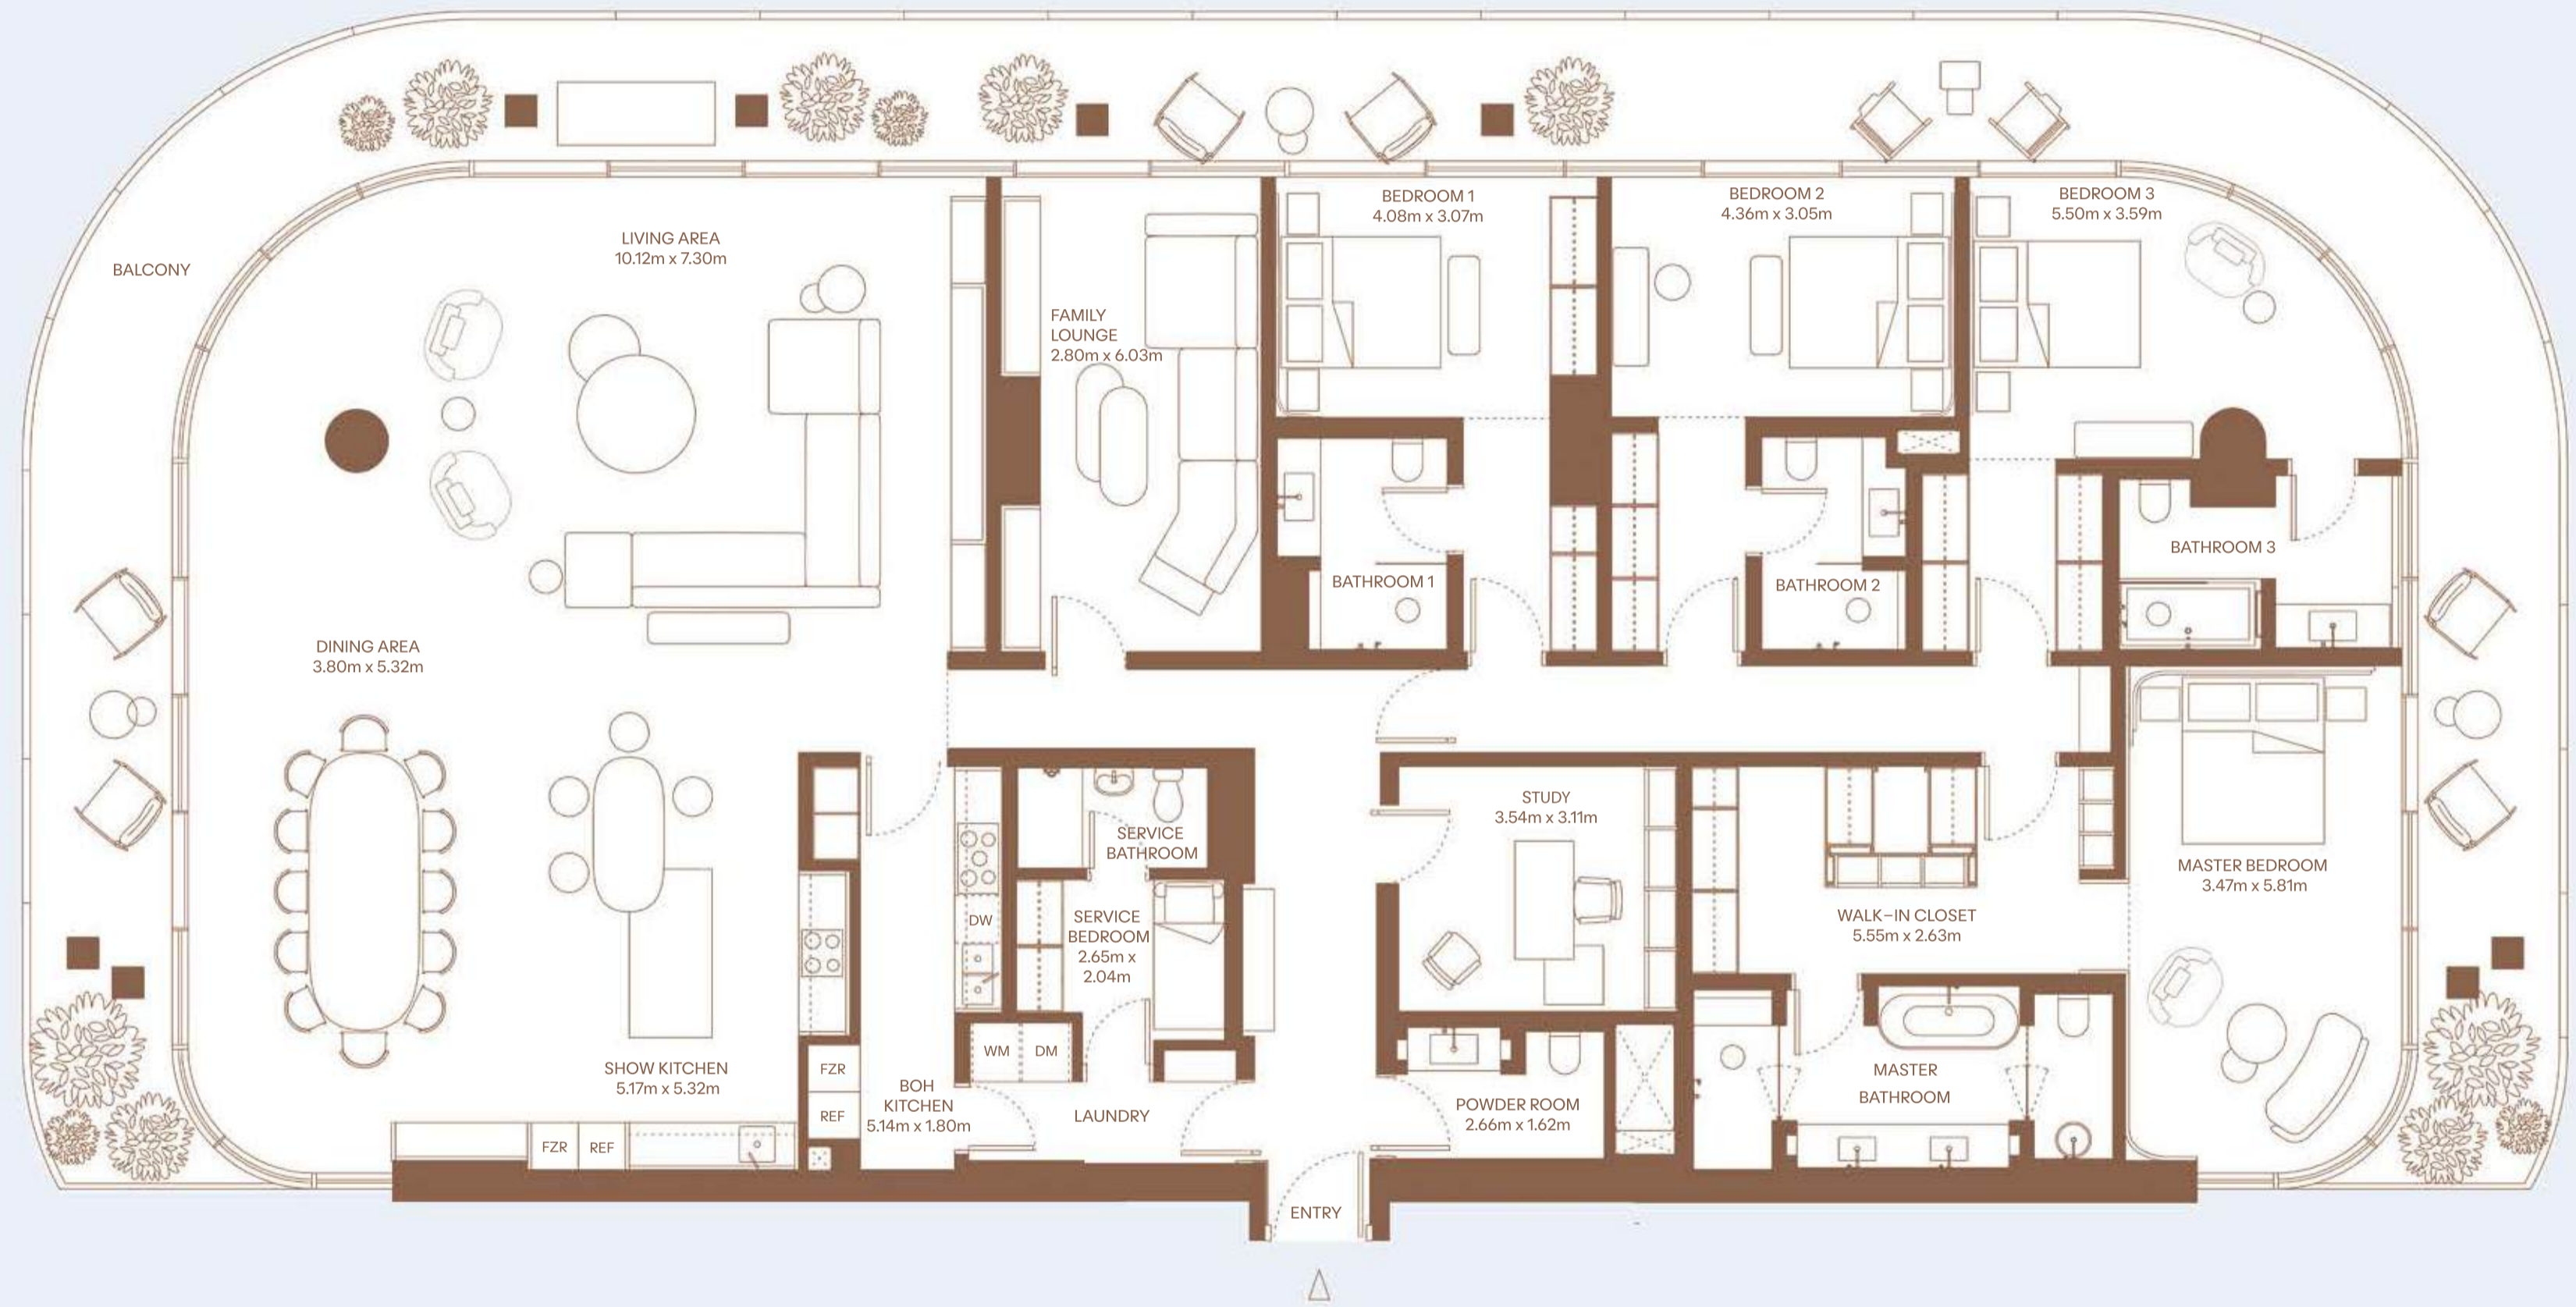 BEDROOM 1
4.08m x 3.07m
BEDROOM 2
4.36m x 3.05m
BEDROOM 3
5.50m x 3.59m
LIVING AREA
10.12m x 7.30m
BALCONY
FAMILY
LOUNGE
2.80m x 6.03m
BATHROOM 1
BATHROOM 2
BATHROOM 3
DINING AREA
3.80m x 5.32m
STUDY
3.54m x 3.11m
SERVICE
BATHROOM
MASTER BEDROOM
3.47m x 5.81m
DW
SERVICE
BEDROOM
2.65m x
2.04m
WALK-IN CLOSET
5.55m x 2.63m
WM
DM
SHOW KITCHEN
5.17m x 5.32m
FZR
REF
BOH
KITCHEN
5.14m x 1.80m
LAUNDRY
POWDER ROOM
2.66m x 1.62m
MASTER
BATHROOM
FZR
REF
ENTRY